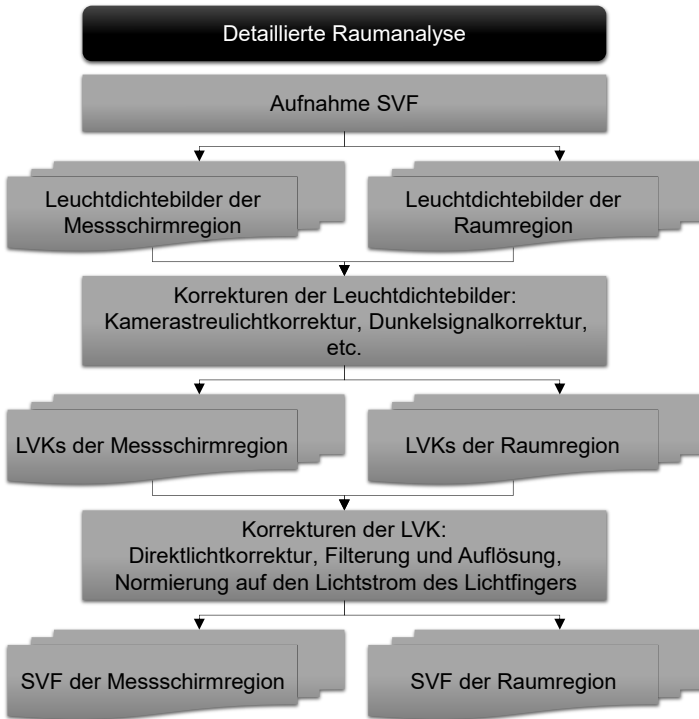 Detaillierte Raumanalyse
Aufnahme SVF
Leuchtdichtebilder der
Messschirmregion
Leuchtdichtebilder der
Raumregion
Korrekturen der Leuchtdichtebilder:
Kamerastreulichtkorrektur, Dunkelsignalkorrektur,
etc.
LVKs der Messschirmregion
LVKs der Raumregion
Korrekturen der LVK:
Direktlichtkorrektur, Filterung und Auflösung,
Normierung auf den Lichtstrom des Lichtfingers
SVF der Messschirmregion
SVF der Raumregion